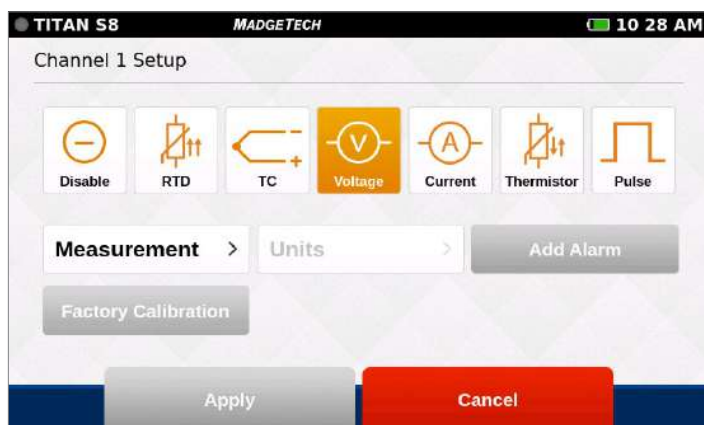 TITAN S8 MADGETECH 10 28 AM
Channel 1 Setup
Disable RTD TC Voltage Current Thermistor Pulse
Measurement > Units > Add Alarm
Factory Calibration
Apply Cancel